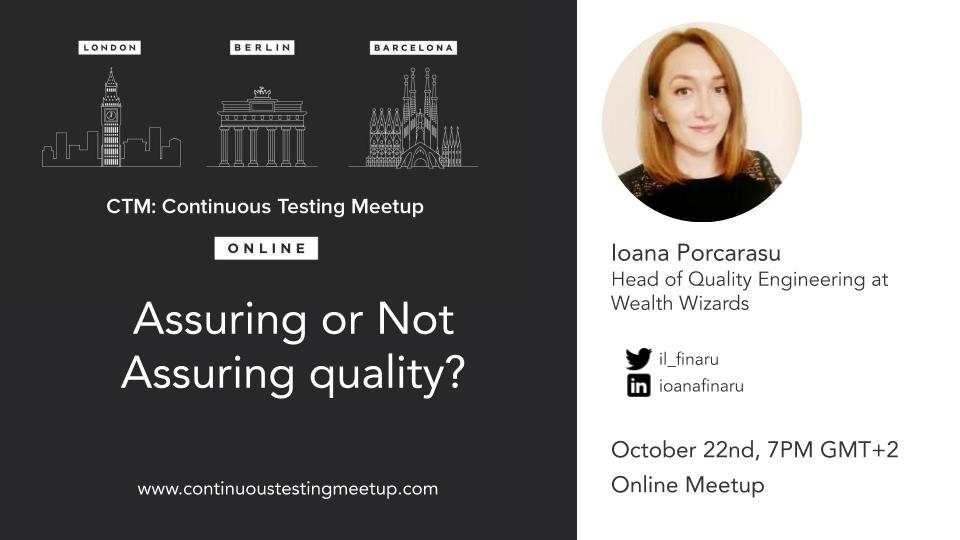 LONDON
BERLIN
BARCELONA
CTM: Continuous Testing Meetup
ONLINE
Assuring or Not
Assuring quality?
www.continuoustestingmeetup.com
Ioana Porcarasu
Head of Quality Engineering at
Wealth Wizards
il_finaru
in ioanafinaru
October 22nd, 7PM GMT+2
Online Meetup